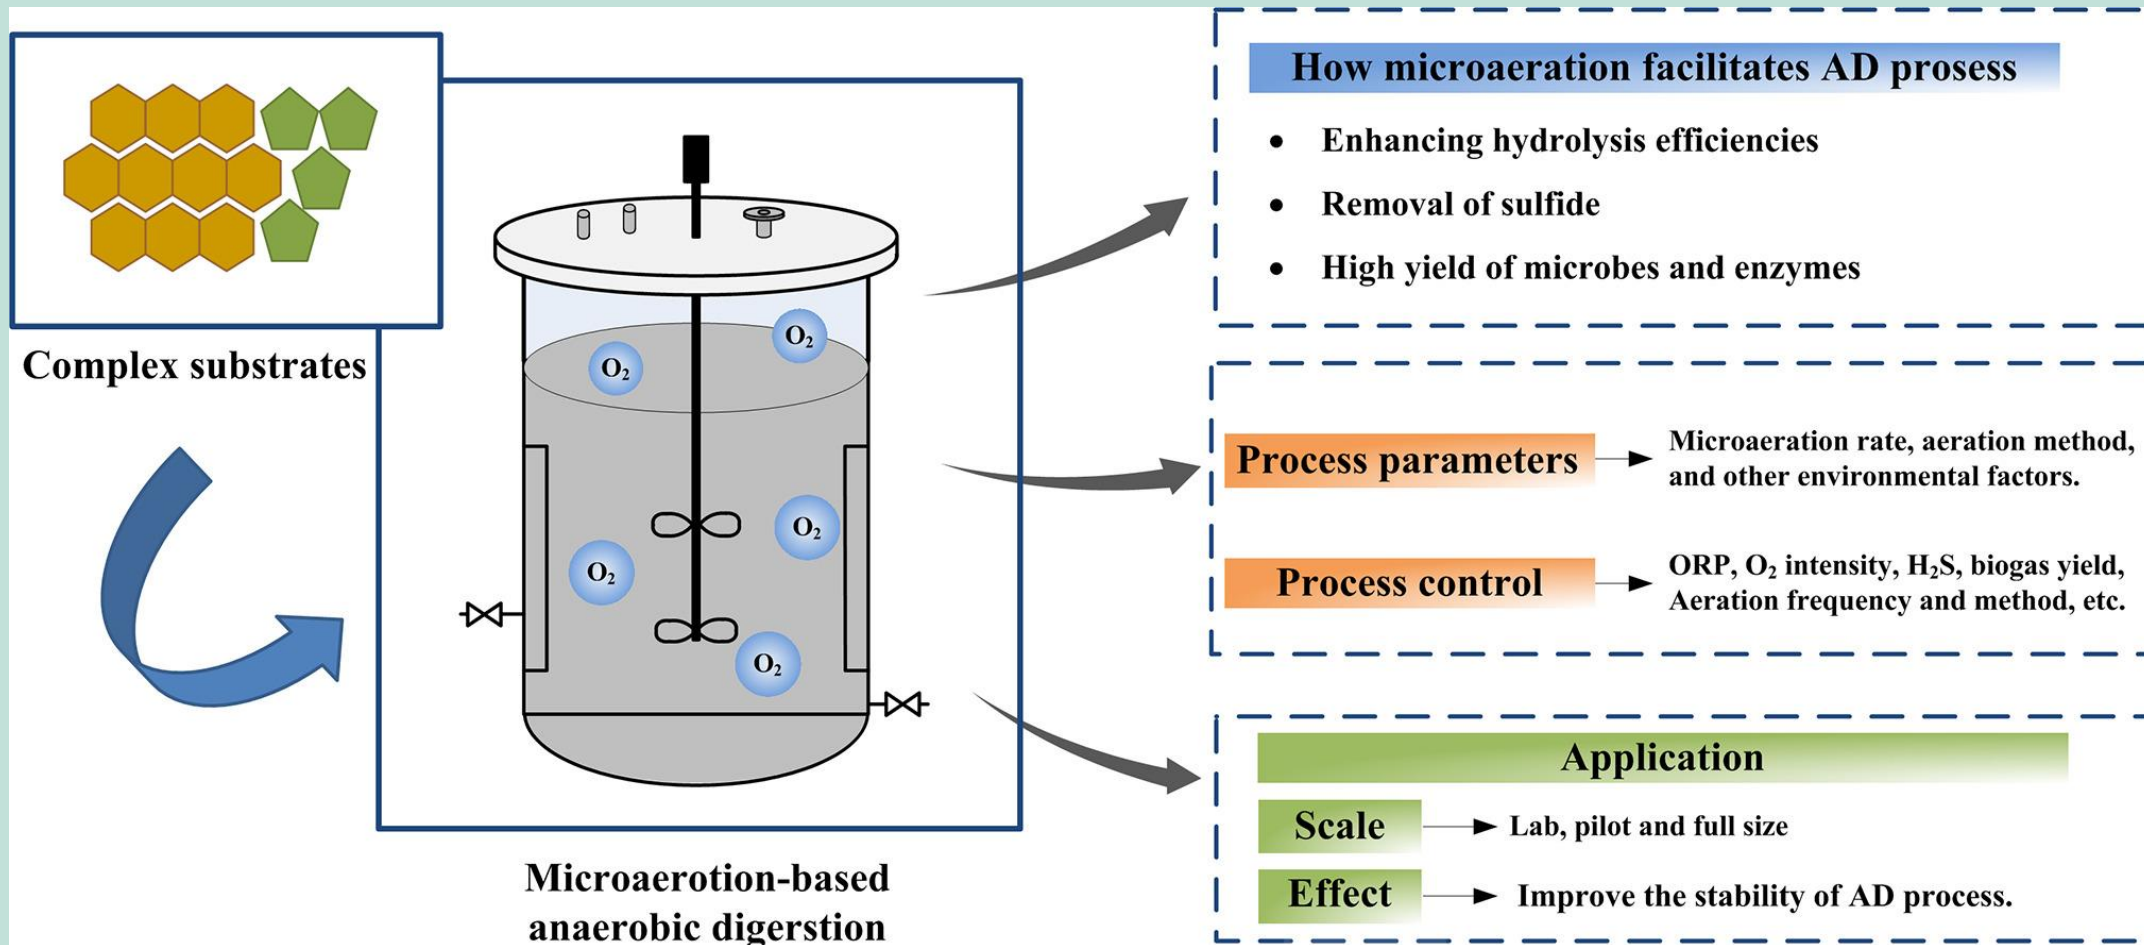 Complex substrates
O₂
O₂
O₂
O₂
O₂
Microaerotion-based
anaerobic digerstion
How microaeration facilitates AD prosess
• Enhancing hydrolysis efficiencies
• Removal of sulfide
• High yield of microbes and enzymes
Process parameters
Microaeration rate, aeration method,
and other environmental factors.
Process control
ORP, O₂ intensity, H₂S, biogas yield,
Aeration frequency and method, etc.
Application
Scale
Lab, pilot and full size
Effect
Improve the stability of AD process.